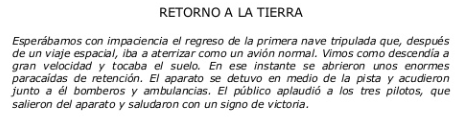 RETORNO A LA TIERRA
Esperábamos con impaciencia el regreso de la primera nave tripulada que, después
de un viaje espacial, iba a aterrizar como un avión normal. Vimos como descendía a
gran velocidad y tocaba el suelo. En ese instante se abrieron unos enormes
paracaídas de retención. El aparato se detuvo en medio de la pista y acudieron
junto a él bomberos y ambulancias. El público aplaudió a los tres pilotos, que
salieron del aparato y saludaron con un signo de victoria.